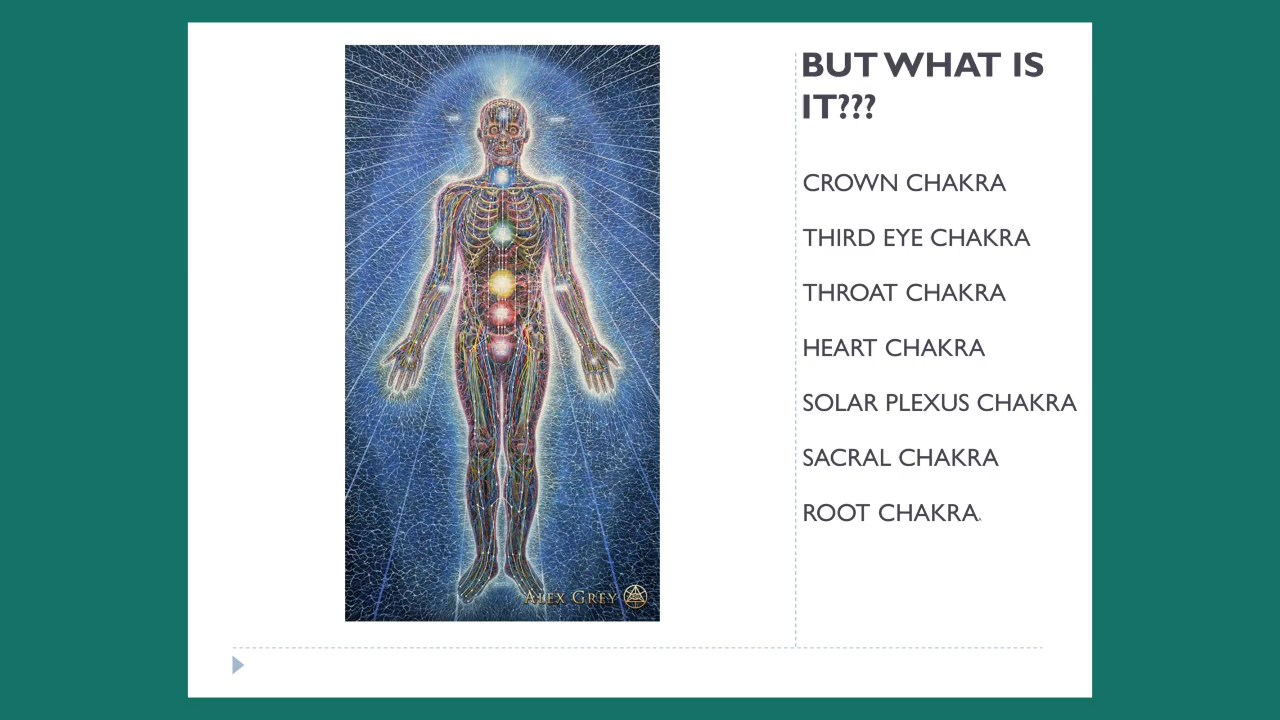 BUT WHAT IS
IT???
CROWN CHAKRA
THIRD EYE CHAKRA
THROAT CHAKRA
HEART CHAKRA
SOLAR PLEXUS CHAKRA
SACRAL CHAKRA
ROOT CHAKRA.
ALEX GREY